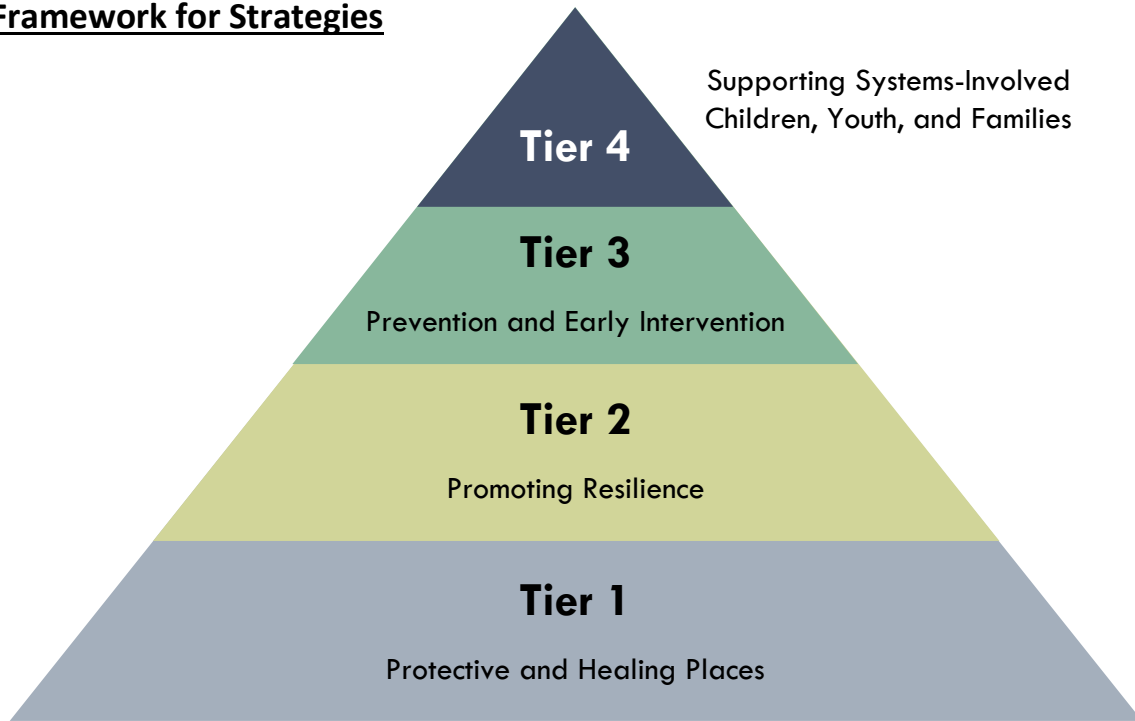 Framework for Strategies
Supporting Systems-Involved
Children, Youth, and Families
Tier 4
Tier 3
Prevention and Early Intervention
Tier 2
Promoting Resilience
Tier 1
Protective and Healing Places